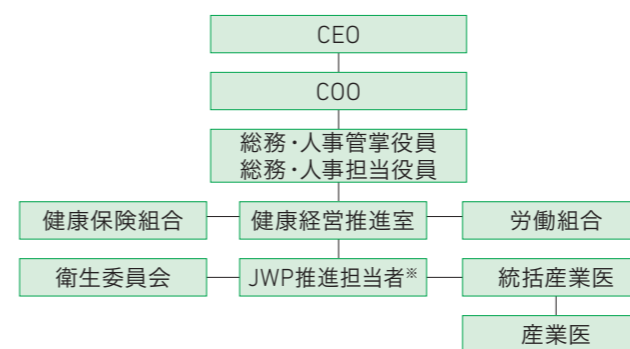 CEO
COO
総務・人事管掌役員
総務・人事担当役員
健康保険組合
健康経営推進室
労働組合
衛生委員会
JWP推進担当者※
統括産業医
産業医